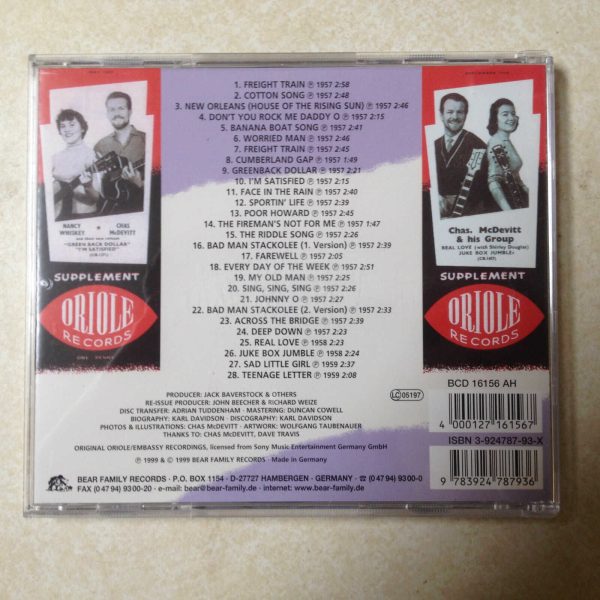 1. FREIGHT TRAIN ℗ 1957 2:58
2. COTTON SONG ℗ 1957 2:48
3. NEW ORLEANS (HOUSE OF THE RISING SUN) ℗ 1957 2:46
4. DON'T YOU ROCK ME DADDY O ℗ 1957 2:15
5. BANANA BOAT SONG ℗ 1957 2:41
6. WORRIED MAN ℗ 1957 2:46
7. FREIGHT TRAIN ℗ 1957 2:45
8. CUMBERLAND GAP ℗ 1957 1:49
9. GREENBACK DOLLAR ℗ 1957 2:21
10. I'M SATISFIED ℗ 1957 2:15
11. FACE IN THE RAIN ℗ 1957 2:40
12. SPORTIN' LIFE ℗ 1957 2:39
13. POOR HOWARD ℗ 1957 2:45
14. THE FIREMAN'S NOT FOR ME ℗ 1957 1:47
15. THE RIDDLE SONG ℗ 1957 2:26
16. BAD MAN STACKOLEE (1. Version) ℗ 1957 2:39
17. FAREWELL ℗ 1957 2:05
18. EVERY DAY OF THE WEEK ℗ 1957 2:51
19. MY OLD MAN ℗ 1957 2:25
20. SING, SING, SING ℗ 1957 2:26
21. JOHNNY O ℗ 1957 2:27
22. BAD MAN STACKOLEE (2. Version) ℗ 1957 2:33
23. ACROSS THE BRIDGE ℗ 1957 2:39
24. DEEP DOWN ℗ 1957 2:36
25. REAL LOVE ℗ 1958 2:23
26. JUKE BOX JUMBLE ℗ 1958 2:14
27. SAD LITTLE GIRL ℗ 1959 2:37
28. TEENAGE LETTER ℗ 1959 2:08
PRODUCER: JACK BAVERSTOCK & OTHERS
RE-ISSUE PRODUCER: JOHN BEECHER & RICHARD WEIZE
DISC TRANSFER: ADRIAN TUDDENHAM · MASTERING: DUNCAN COWELL
BIOGRAPHY: KARL DAVIDSON · DISCOGRAPHY: KARL DAVIDSON
PHOTOS & ILLUSTRATIONS: CHAS McDEVITT · ARTWORK: WOLFGANG TAUBENAUER
THANKS TO: CHAS McDEVITT, DAVE TRAVIS
ORIGINAL ORIOLE/EMBASSY RECORDINGS, licensed from Sony Music Entertainment Germany GmbH
℗ 1999 & © 1999 BEAR FAMILY RECORDS · Made in Germany
BEAR FAMILY RECORDS · P.O. BOX 1154 · D-27727 HAMBERGEN · GERMANY · ☎ (0 47 94) 9300-0
FAX (0 47 94) 9300-20 · e-mail: bear@bear-family.de · internet: www.bear-family.de
NANCY WHISKEY & CHAS McDEVITT
and their new release
"GREEN BACK DOLLAR"
"I'M SATISFIED"
(CB.1371)
SUPPLEMENT
ORIOLE
RECORDS
ONE PENNY
Chas. McDevitt
& his Group
REAL LOVE (with Shirley Douglas)
JUKE BOX JUMBLE
SUPPLEMENT
ORIOLE
RECORDS
LC 05197
BCD 16156 AH
4 000127 161567
ISBN 3-924787-93-X
9 783924 787936